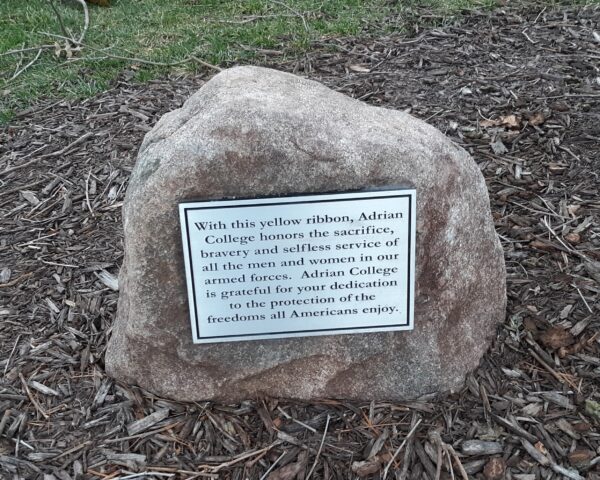 With this yellow ribbon, Adrian
College honors the sacrifice,
bravery and selfless service of
all the men and women in our
armed forces. Adrian College
is grateful for your dedication
to the protection of the
freedoms all Americans enjoy.